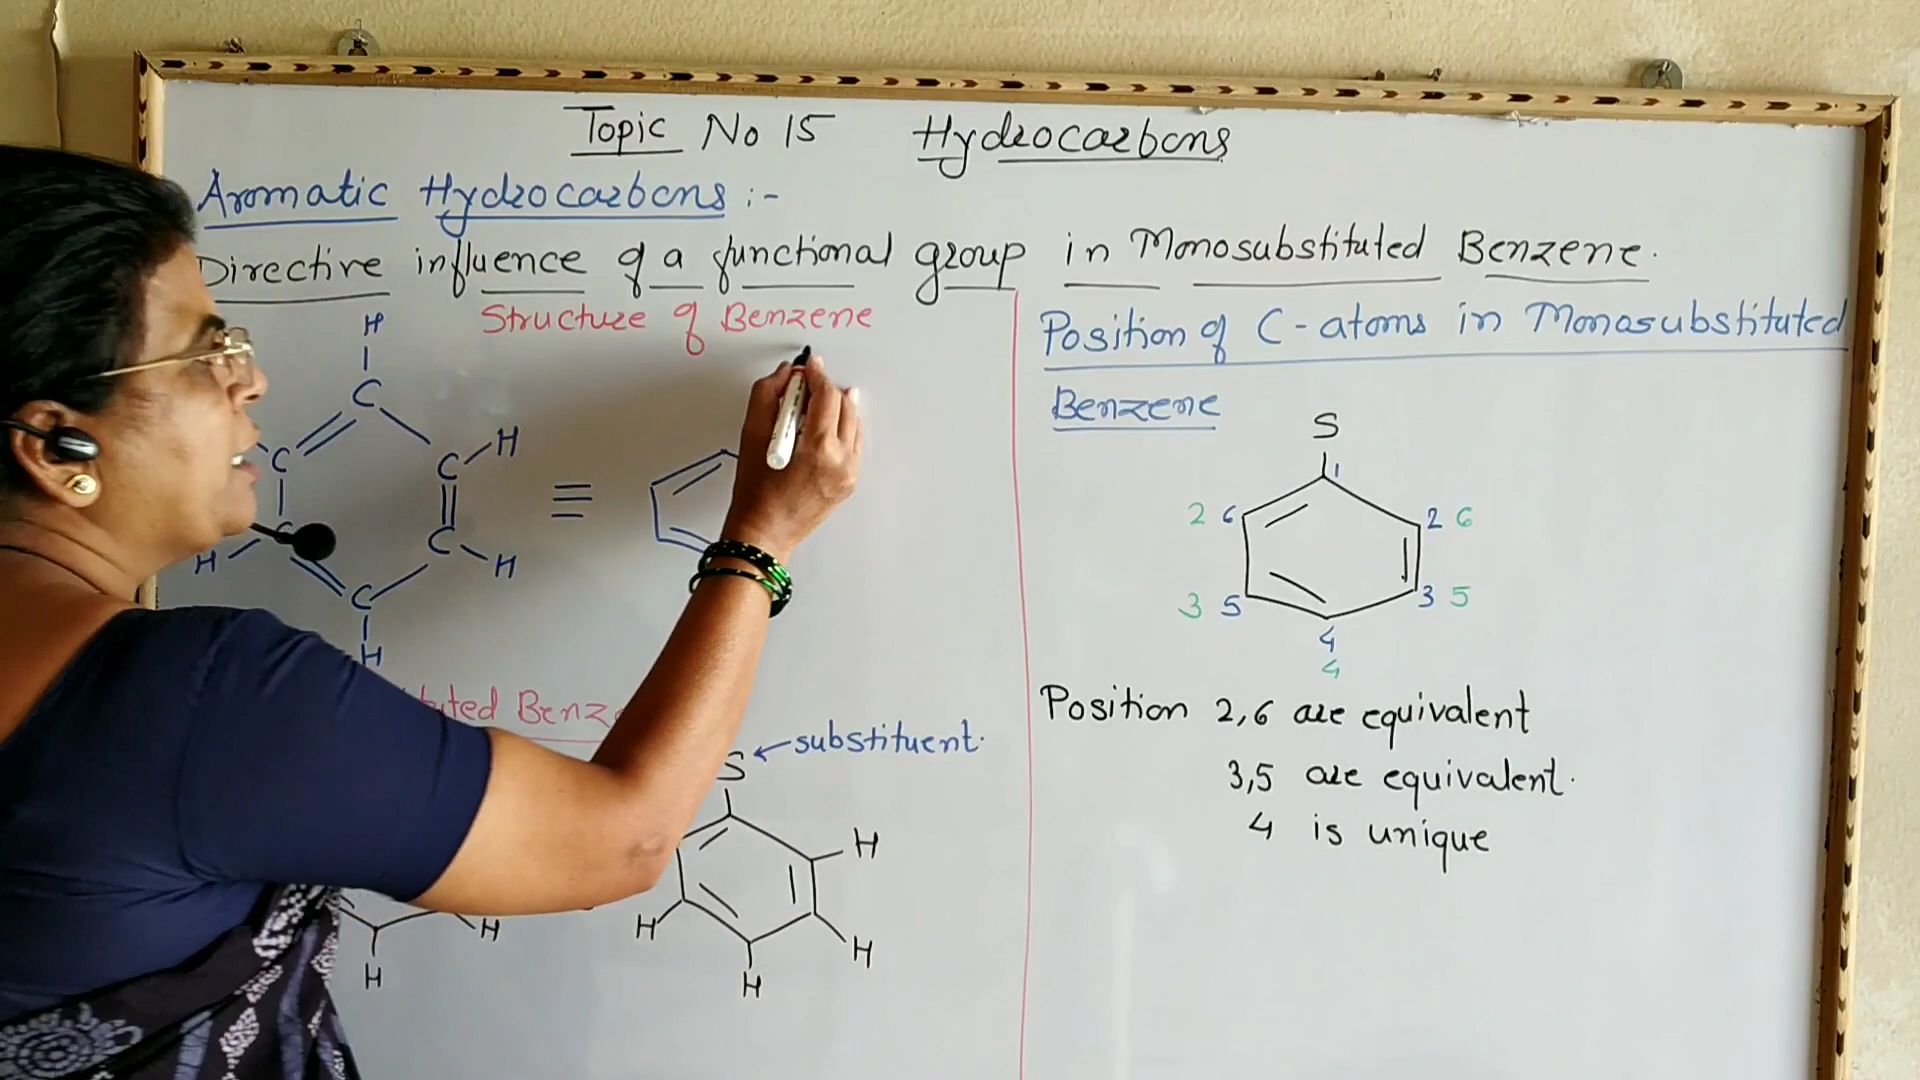 Topic No 15 Hydrocarbons
Aromatic Hydrocarbons :-
Directive influence of a functional group in Monosubstituted Benzene.
Structure of Benzene
H
C
C C H
≡
C C H
H
C
H
Benz
S ← substituent.
H
H H H
H H
Position of C-atoms in Monosubstituted
Benzene
S
1
2 6 2 6
3 5 3 5
4
4
Position 2,6 are equivalent
3,5 are equivalent.
4 is unique